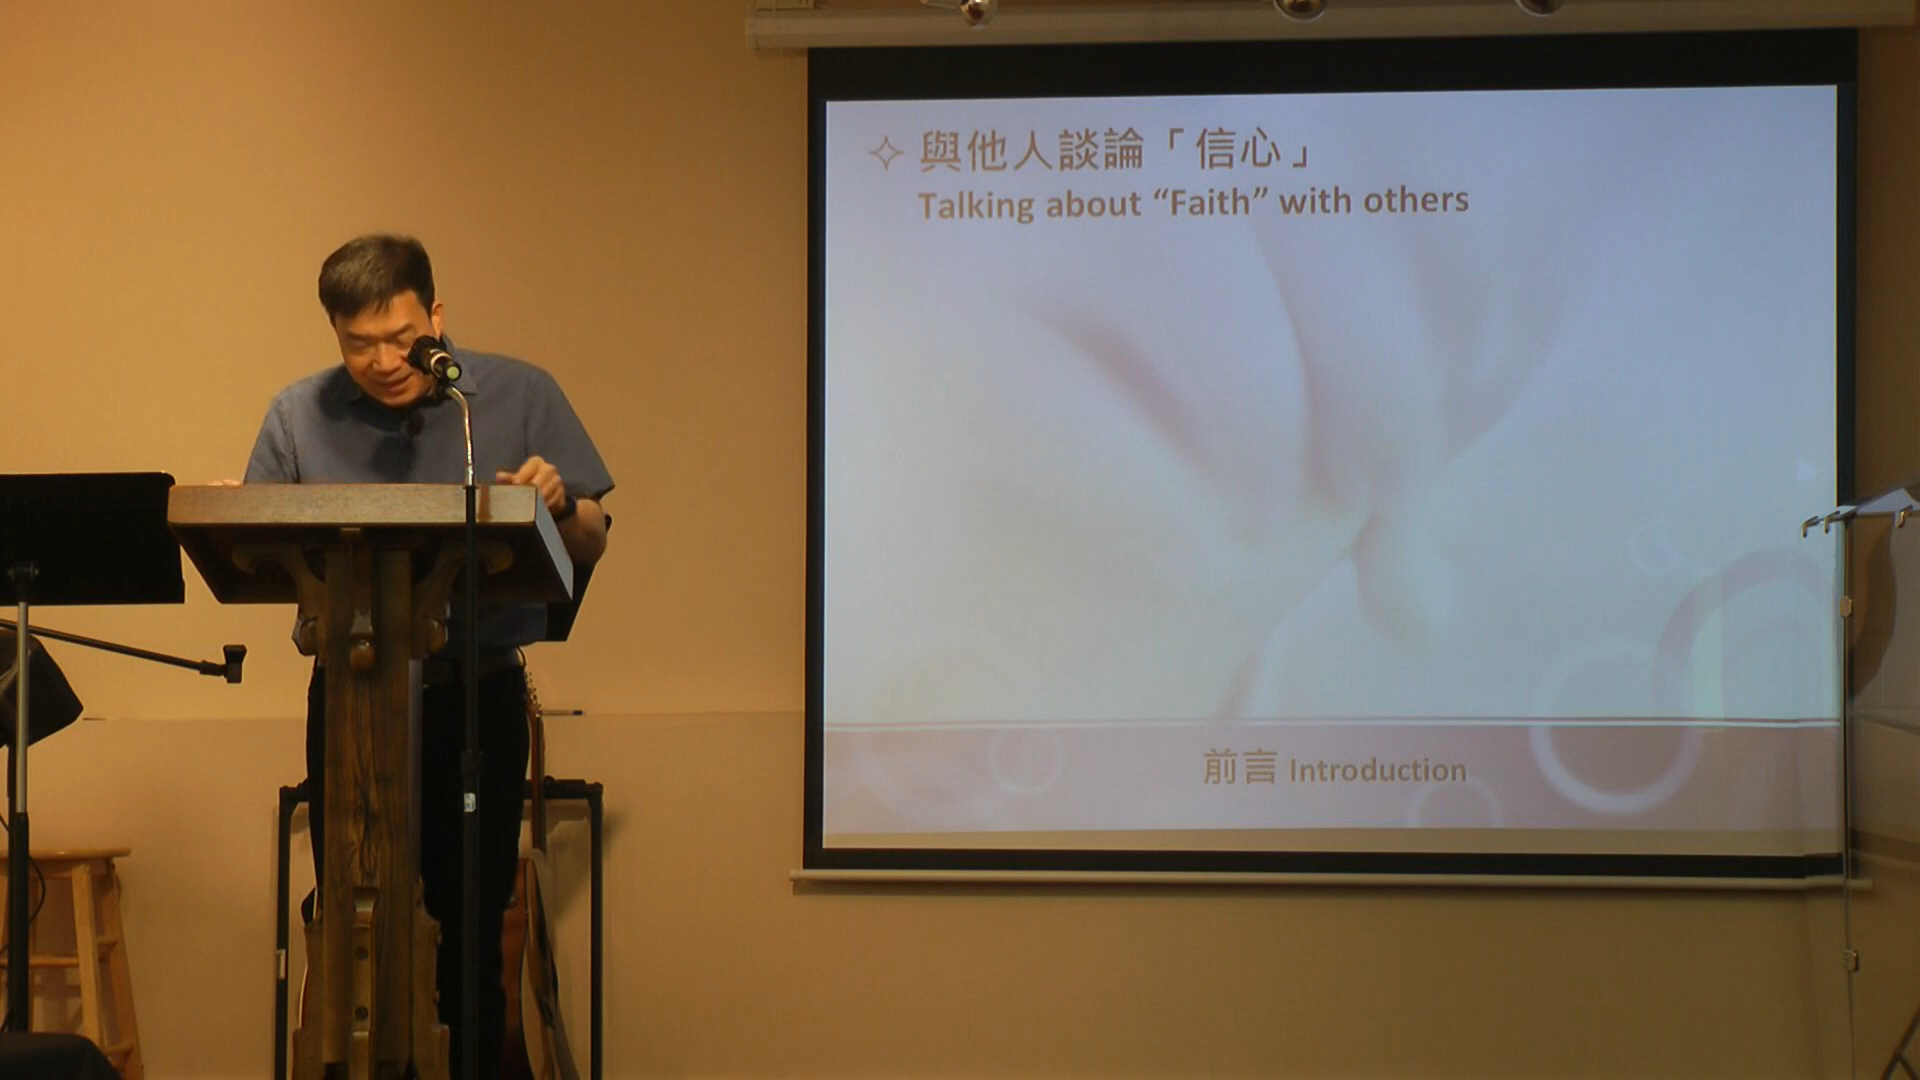 ✧ 與他人談論「信心」
Talking about “Faith” with others
前言 Introduction